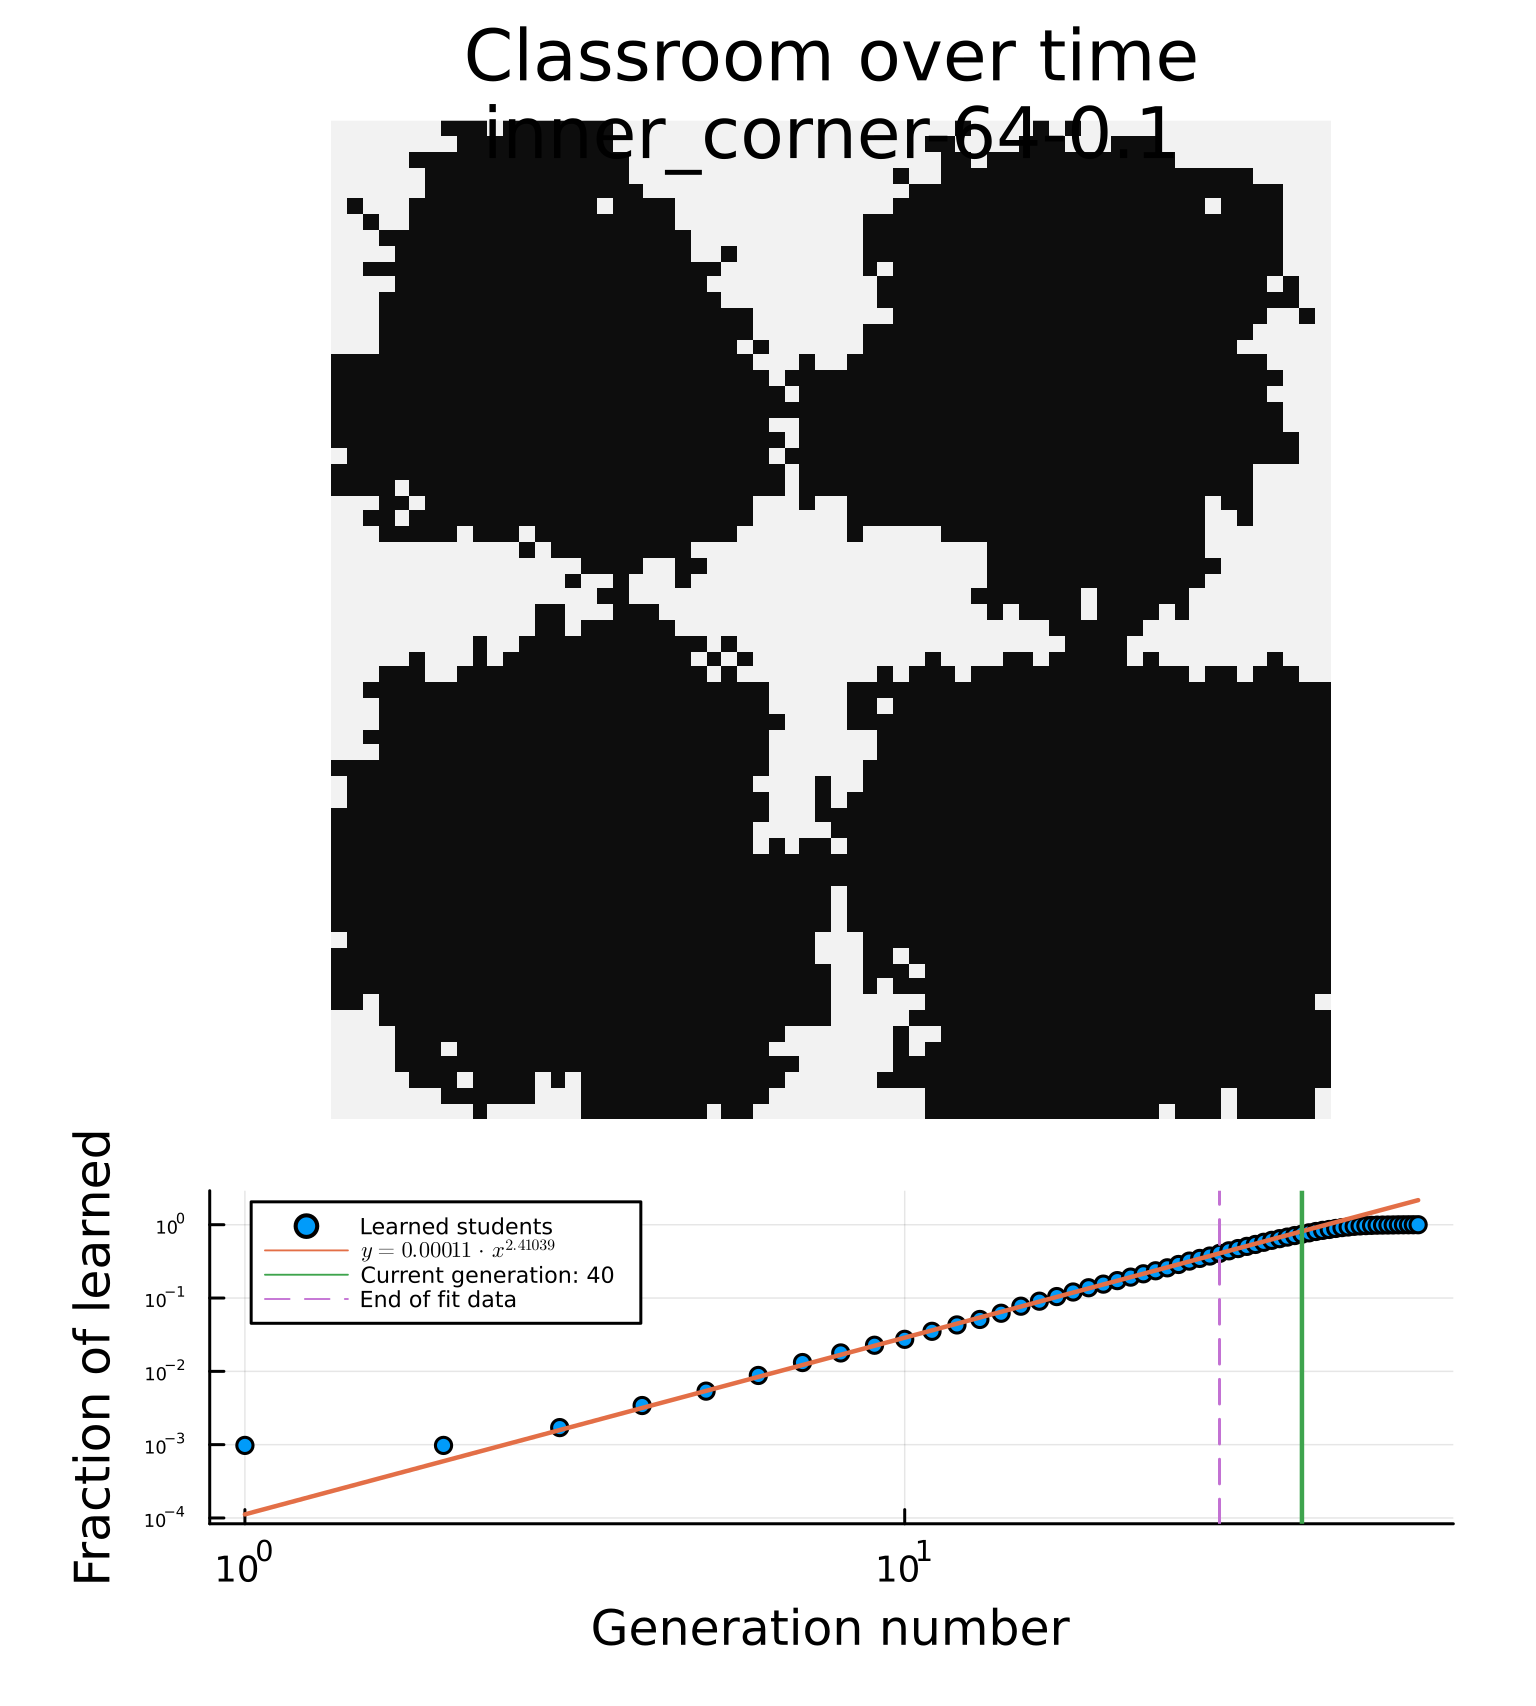 Classroom over time
inner_corner-64-0.1
Fraction of learned
10^0
10^−1
10^−2
10^−3
10^−4
Learned students
y = 0.00011 · x^2.41039
Current generation: 40
End of fit data
10^0
10^1
Generation number